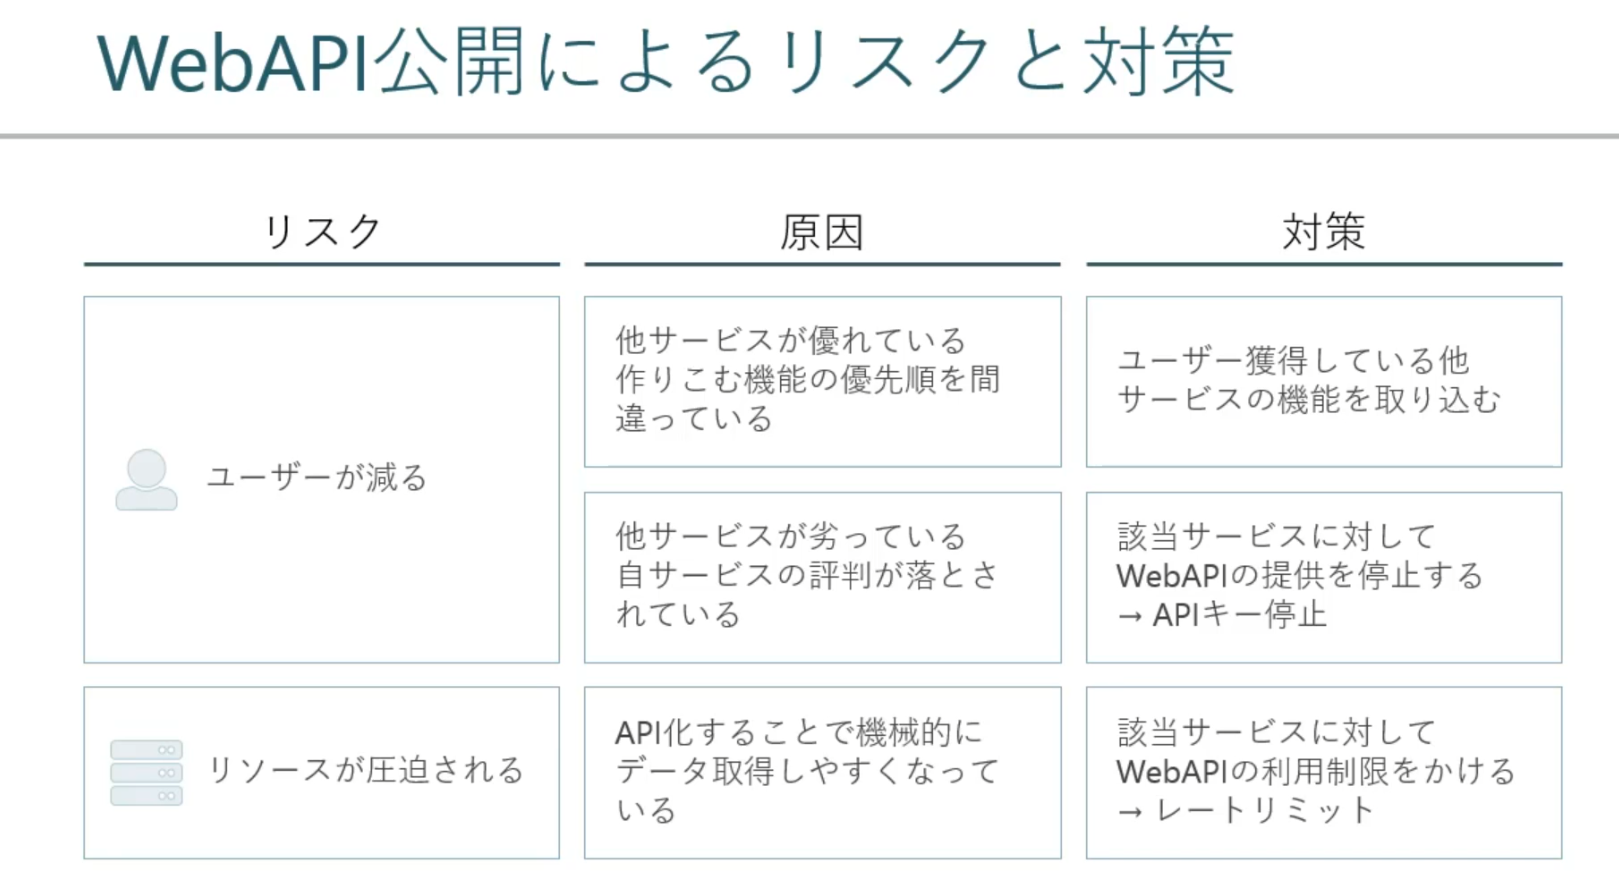 WebAPI公開によるリスクと対策
リスク
原因
対策
ユーザーが減る
他サービスが優れている
作りこむ機能の優先順を間
違っている
ユーザー獲得している他
サービスの機能を取り込む
他サービスが劣っている
自サービスの評判が落とさ
れている
該当サービスに対して
WebAPIの提供を停止する
→ APIキー停止
リソースが圧迫される
API化することで機械的に
データ取得しやすくなって
いる
該当サービスに対して
WebAPIの利用制限をかける
→ レートリミット